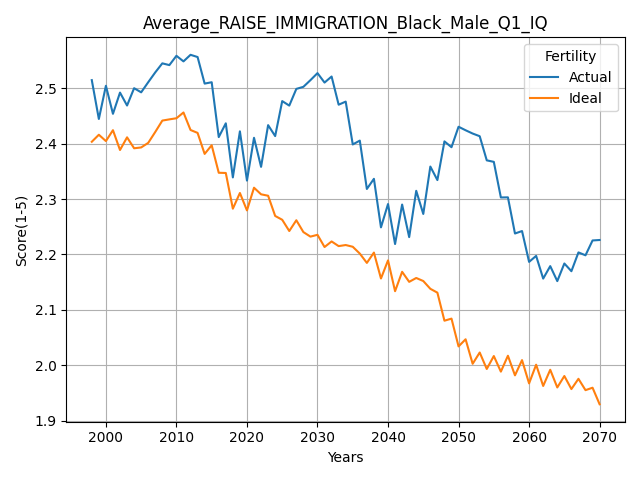 Average_RAISE_IMMIGRATION_Black_Male_Q1_IQ
Fertility
Actual
Ideal
Score(1-5)
2.5
2.4
2.3
2.2
2.1
2.0
1.9
2000 2010 2020 2030 2040 2050 2060 2070
Years